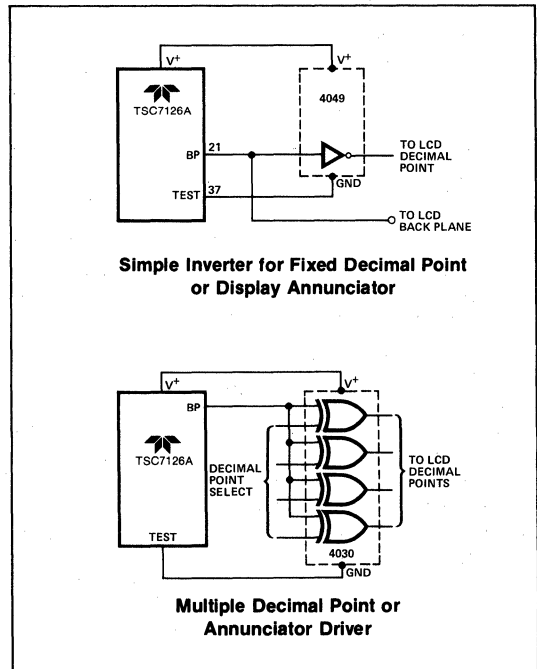 V+
V+
4049
TSC7126A
BP
21
TEST
37
GND
TO LCD
DECIMAL
POINT
TO LCD
BACK PLANE
Simple Inverter for Fixed Decimal Point
or Display Annunciator
V+
V+
BP
TSC7126A
DECIMAL
POINT
SELECT
TO LCD
DECIMAL
POINTS
TEST
4030
GND
Multiple Decimal Point or
Annunciator Driver